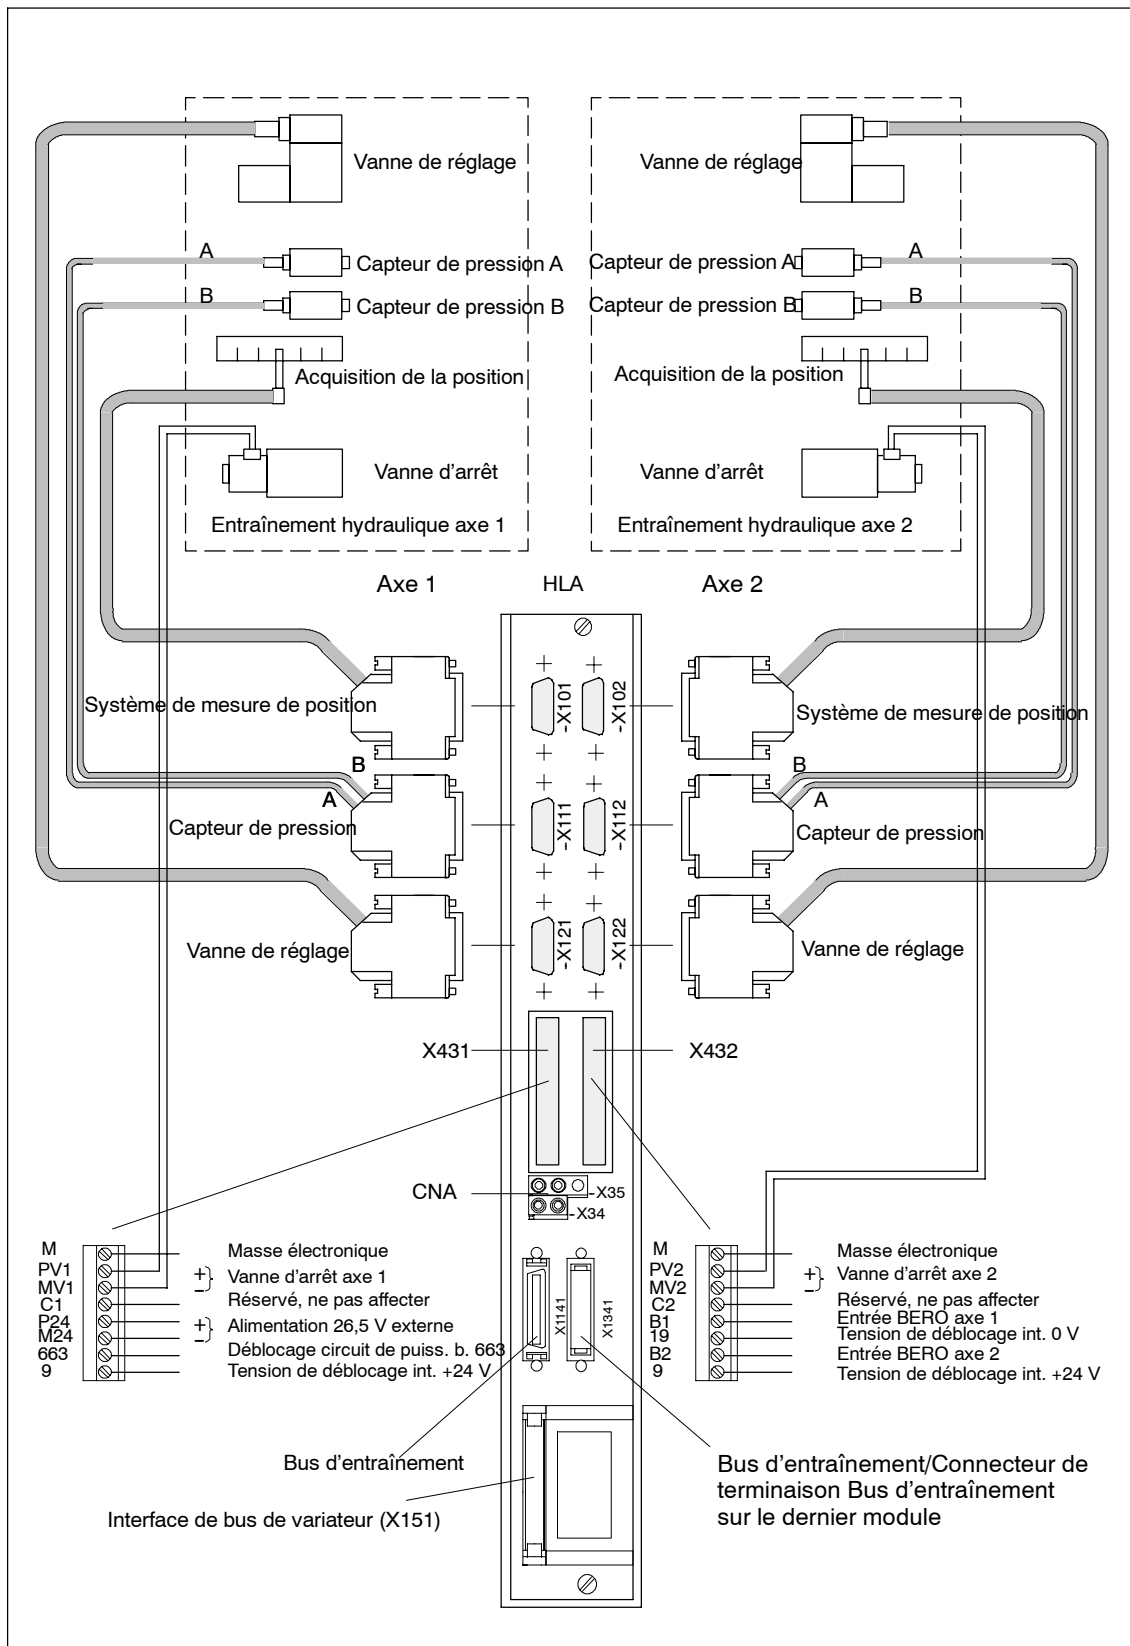 Vanne de réglage
Vanne de réglage
A
Capteur de pression A
Capteur de pression A
A
B
Capteur de pression B
Capteur de pression B
B
Acquisition de la position
Acquisition de la position
Vanne d'arrêt
Vanne d'arrêt
Entraînement hydraulique axe 1
Entraînement hydraulique axe 2
Axe 1
HLA
Axe 2
-X101
-X102
Système de mesure de position
Système de mesure de position
B
B
A
A
-X111
-X112
Capteur de pression
Capteur de pression
-X121
-X122
Vanne de réglage
Vanne de réglage
X431
X432
CNA
-X35
-X34
M
Masse électronique
PV1
+
MV1
–
Vanne d'arrêt axe 1
C1
Réservé, ne pas affecter
P24
+
M24
–
Alimentation 26,5 V externe
663
Déblocage circuit de puiss. b. 663
9
Tension de déblocage int. +24 V
X1141
X1341
M
Masse électronique
PV2
+
MV2
–
Vanne d'arrêt axe 2
C2
Réservé, ne pas affecter
B1
Entrée BERO axe 1
19
Tension de déblocage int. 0 V
B2
Entrée BERO axe 2
9
Tension de déblocage int. +24 V
Bus d'entraînement
Interface de bus de variateur (X151)
Bus d'entraînement/Connecteur de
terminaison Bus d'entraînement
sur le dernier module